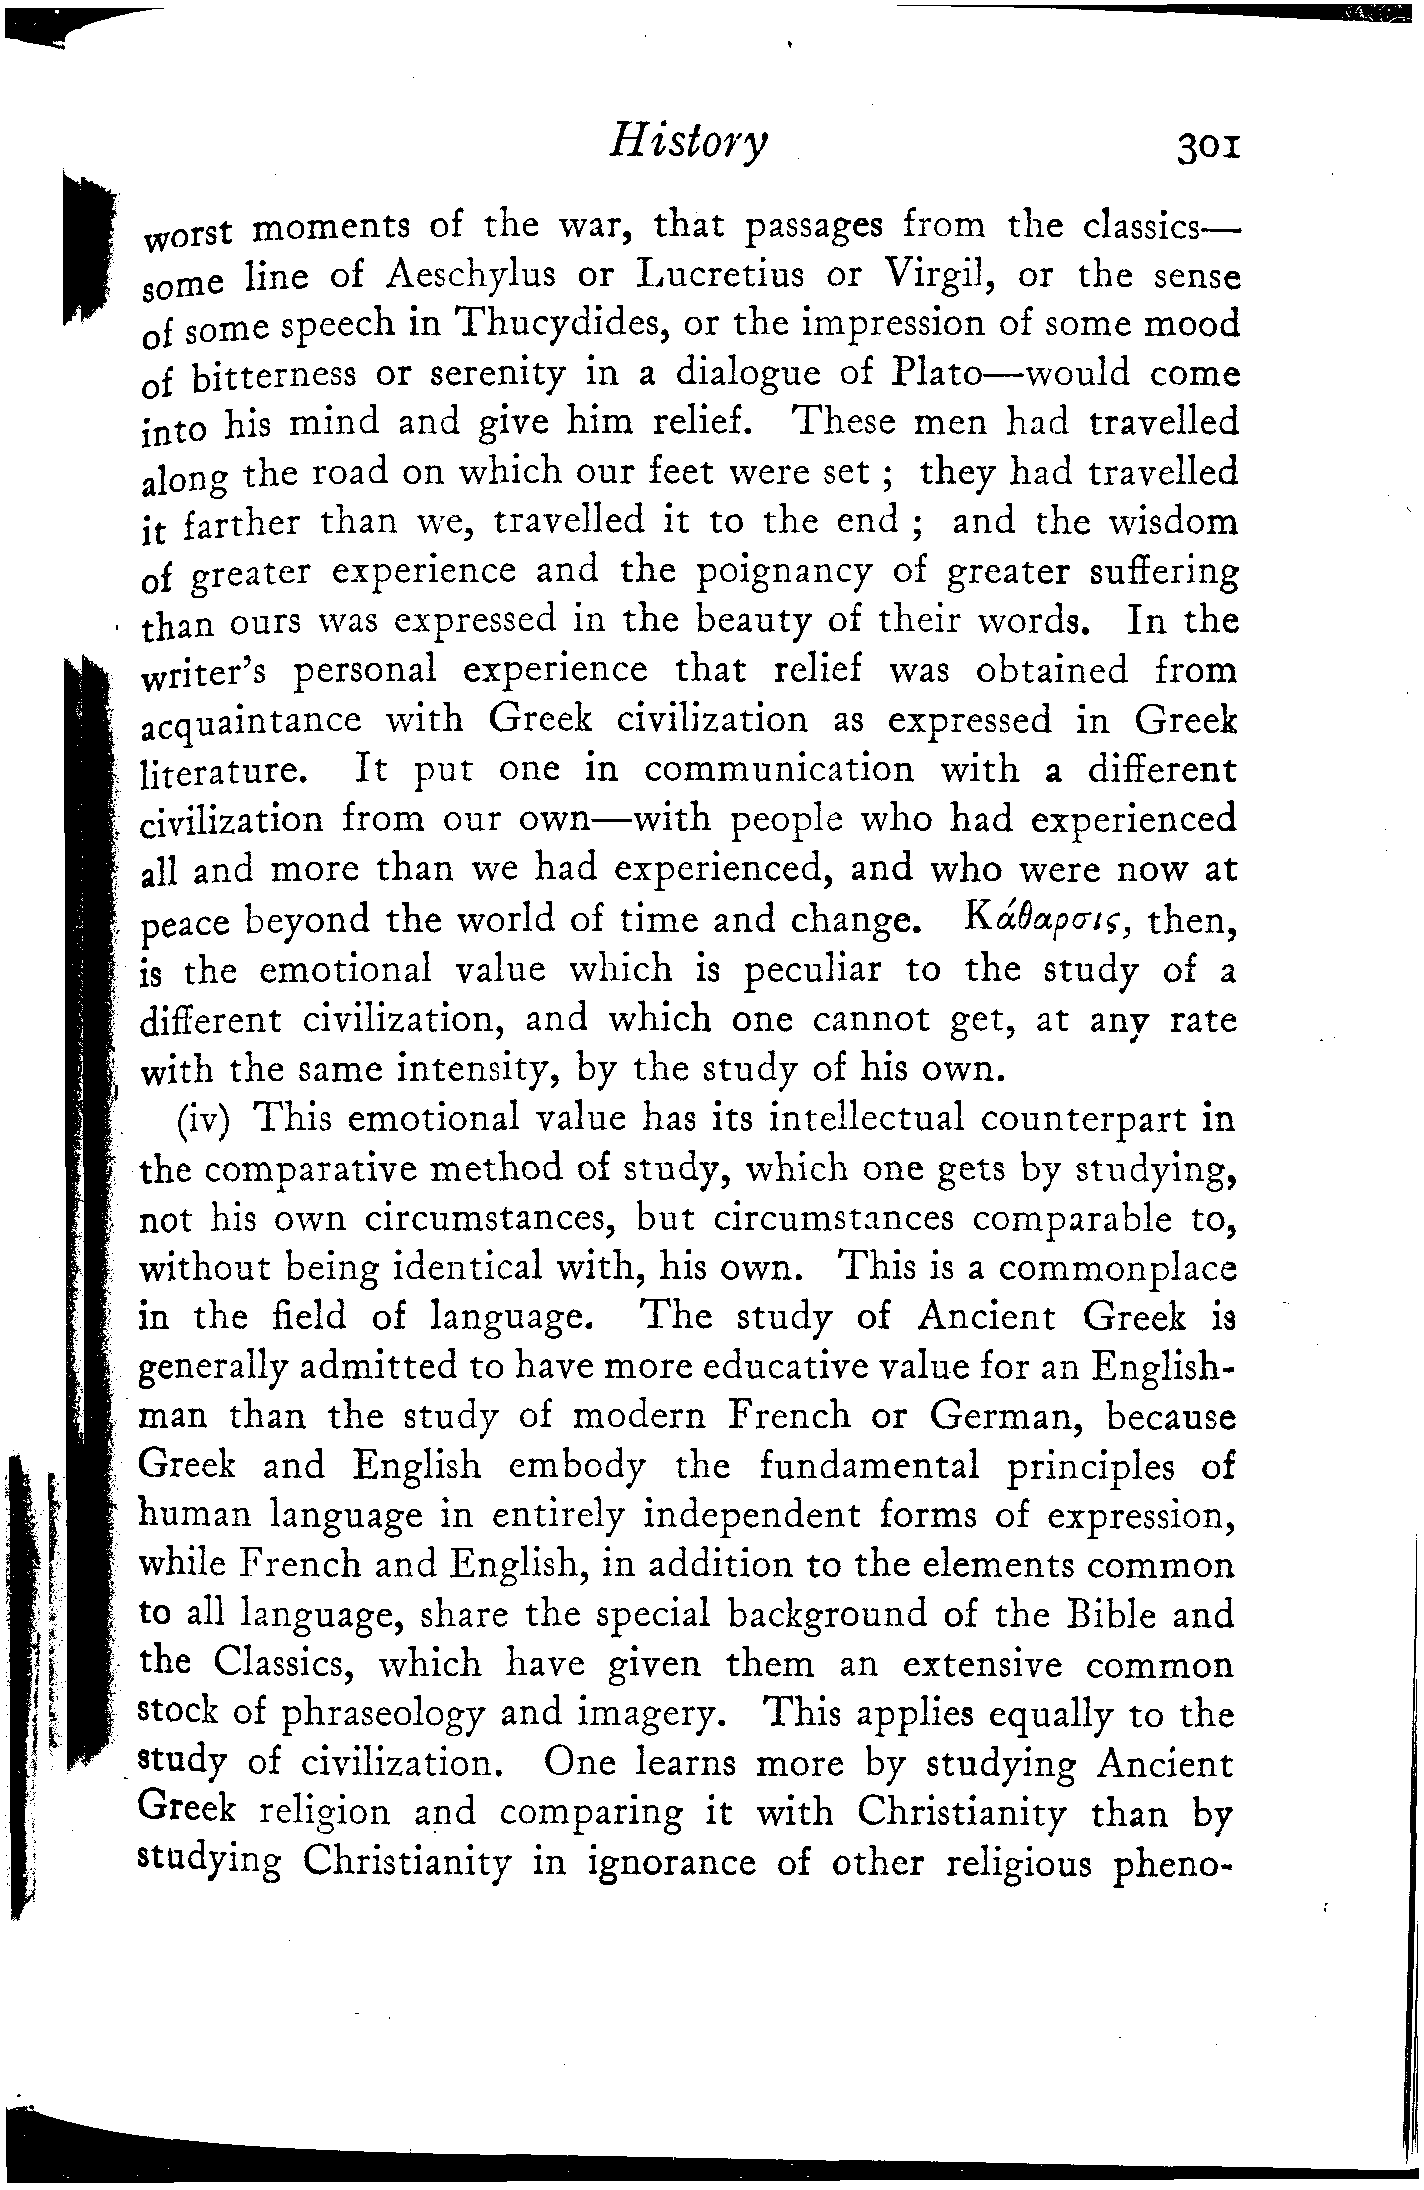 History 301
worst moments of the war, that passages from the classics—
some line of Aeschylus or Lucretius or Virgil, or the sense
of some speech in Thucydides, or the impression of some mood
of bitterness or serenity in a dialogue of Plato—would come
into his mind and give him relief. These men had travelled
along the road on which our feet were set ; they had travelled
it farther than we, travelled it to the end ; and the wisdom
of greater experience and the poignancy of greater suffering
than ours was expressed in the beauty of their words. In the
writer's personal experience that relief was obtained from
acquaintance with Greek civilization as expressed in Greek
literature. It put one in communication with a different
civilization from our own—with people who had experienced
all and more than we had experienced, and who were now at
peace beyond the world of time and change. Κάθαρσις, then,
is the emotional value which is peculiar to the study of a
different civilization, and which one cannot get, at any rate
with the same intensity, by the study of his own.
(iv) This emotional value has its intellectual counterpart in
the comparative method of study, which one gets by studying,
not his own circumstances, but circumstances comparable to,
without being identical with, his own. This is a commonplace
in the field of language. The study of Ancient Greek is
generally admitted to have more educative value for an English-
man than the study of modern French or German, because
Greek and English embody the fundamental principles of
human language in entirely independent forms of expression,
while French and English, in addition to the elements common
to all language, share the special background of the Bible and
the Classics, which have given them an extensive common
stock of phraseology and imagery. This applies equally to the
study of civilization. One learns more by studying Ancient
Greek religion and comparing it with Christianity than by
studying Christianity in ignorance of other religious pheno-